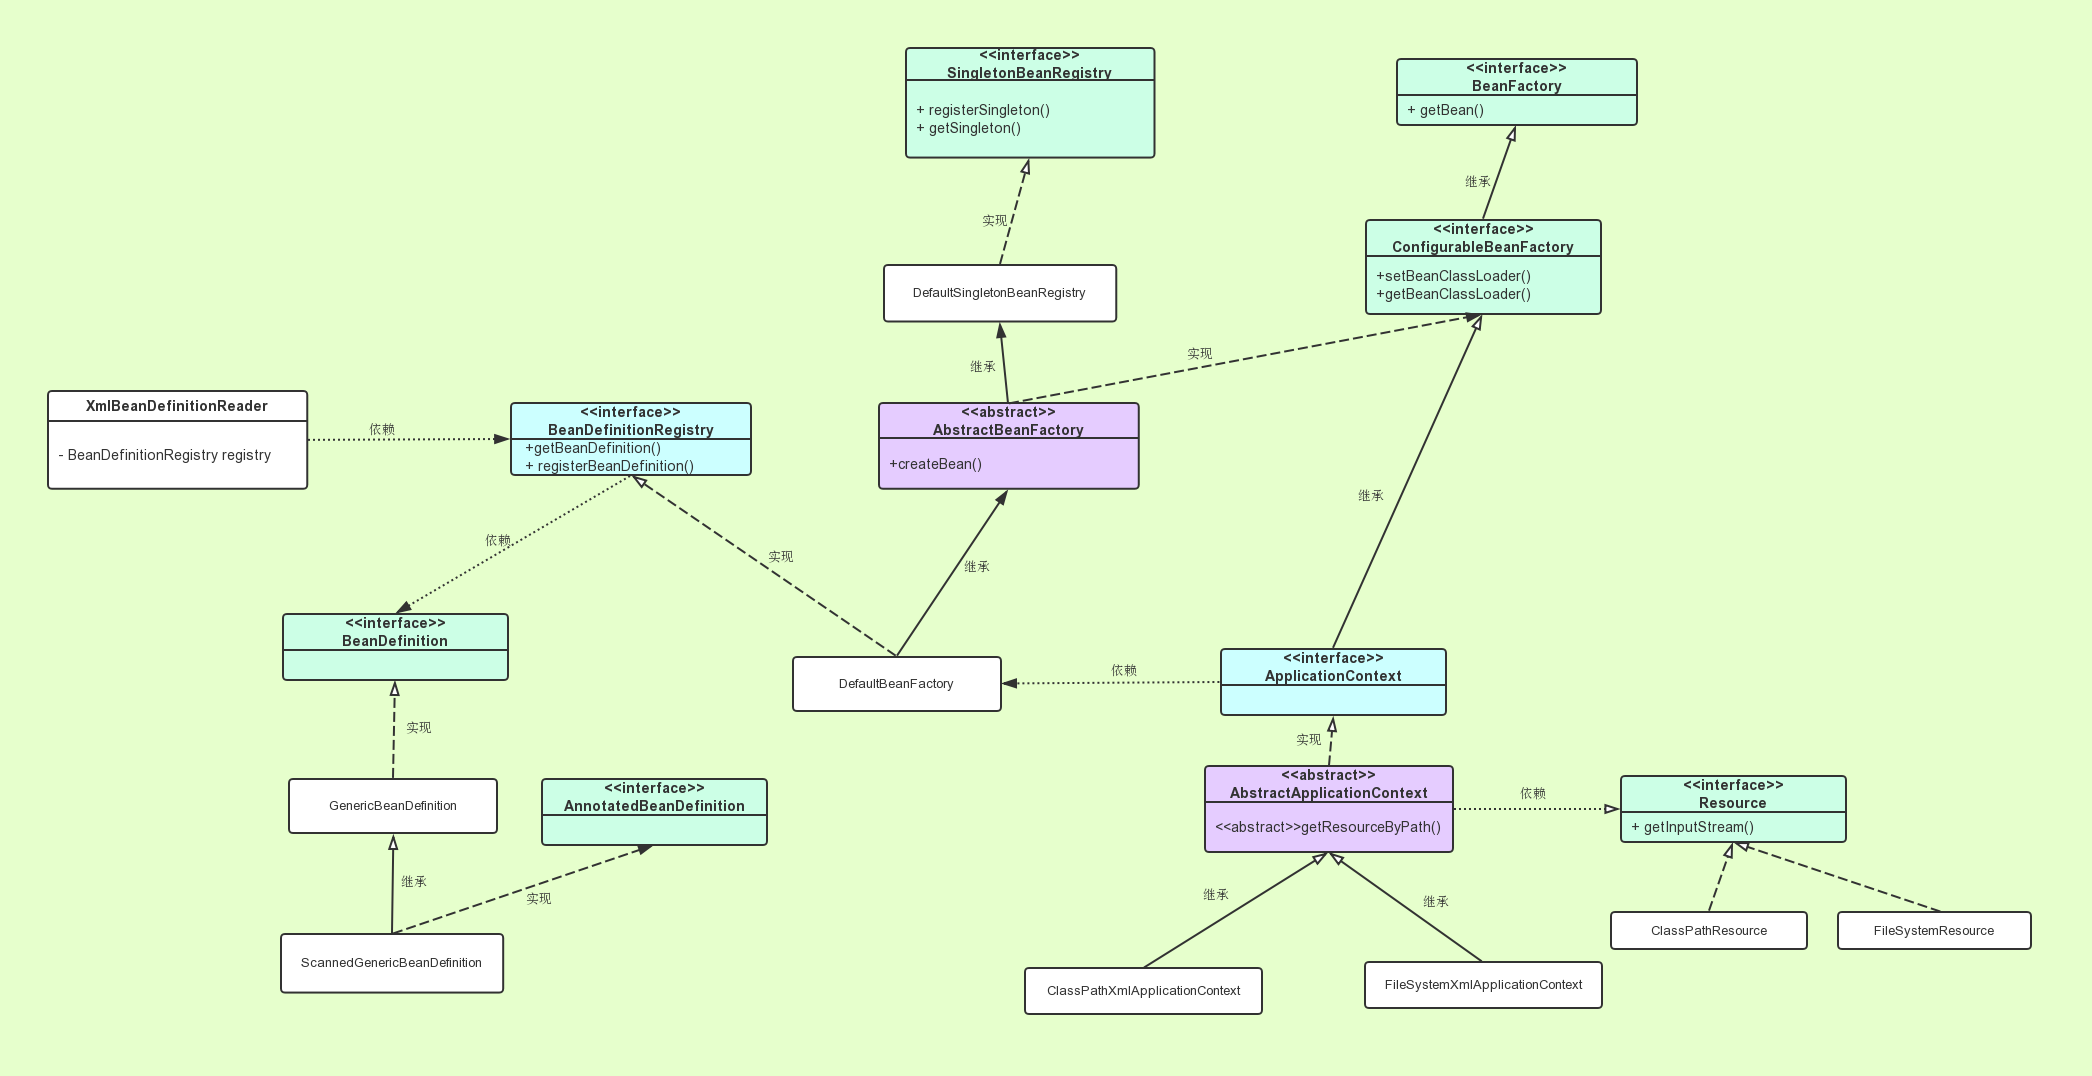 <<interface>>
SingletonBeanRegistry
+ registerSingleton()
+ getSingleton()
<<interface>>
BeanFactory
+ getBean()
继承
实现
<<interface>>
ConfigurableBeanFactory
+setBeanClassLoader()
+getBeanClassLoader()
DefaultSingletonBeanRegistry
实现
继承
XmlBeanDefinitionReader
- BeanDefinitionRegistry registry
依赖
<<interface>>
BeanDefinitionRegistry
+getBeanDefinition()
+ registerBeanDefinition()
<<abstract>>
AbstractBeanFactory
+createBean()
继承
依赖
实现
继承
<<interface>>
BeanDefinition
DefaultBeanFactory
依赖
<<interface>>
ApplicationContext
实现
实现
GenericBeanDefinition
<<interface>>
AnnotatedBeanDefinition
<<abstract>>
AbstractApplicationContext
<<abstract>>getResourceByPath()
依赖
<<interface>>
Resource
+ getInputStream()
继承
实现
继承
继承
ScannedGenericBeanDefinition
ClassPathXmlApplicationContext
FileSystemXmlApplicationContext
ClassPathResource
FileSystemResource